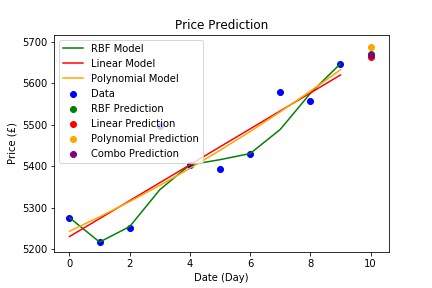 Price Prediction
5700
5600
5500
5400
5300
5200
Price (£)
RBF Model
Linear Model
Polynomial Model
Data
RBF Prediction
Linear Prediction
Polynomial Prediction
Combo Prediction
0 2 4 6 8 10
Date (Day)